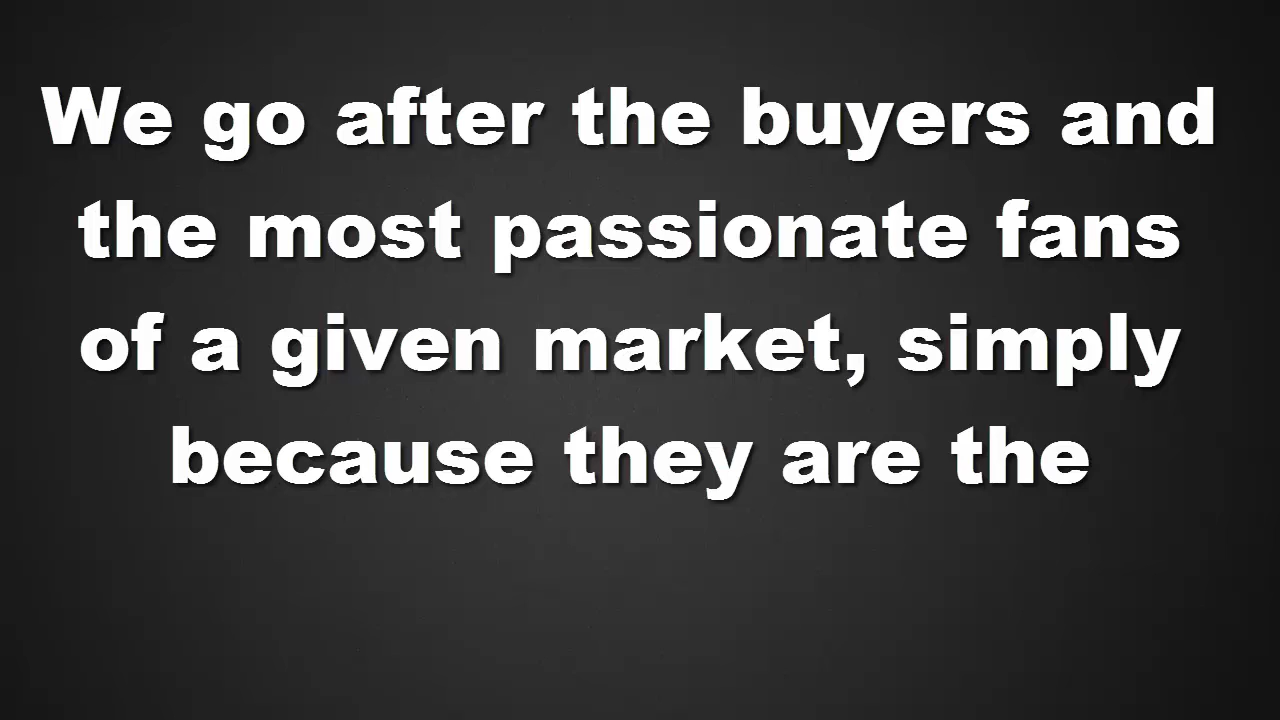 We go after the buyers and
the most passionate fans
of a given market, simply
because they are the